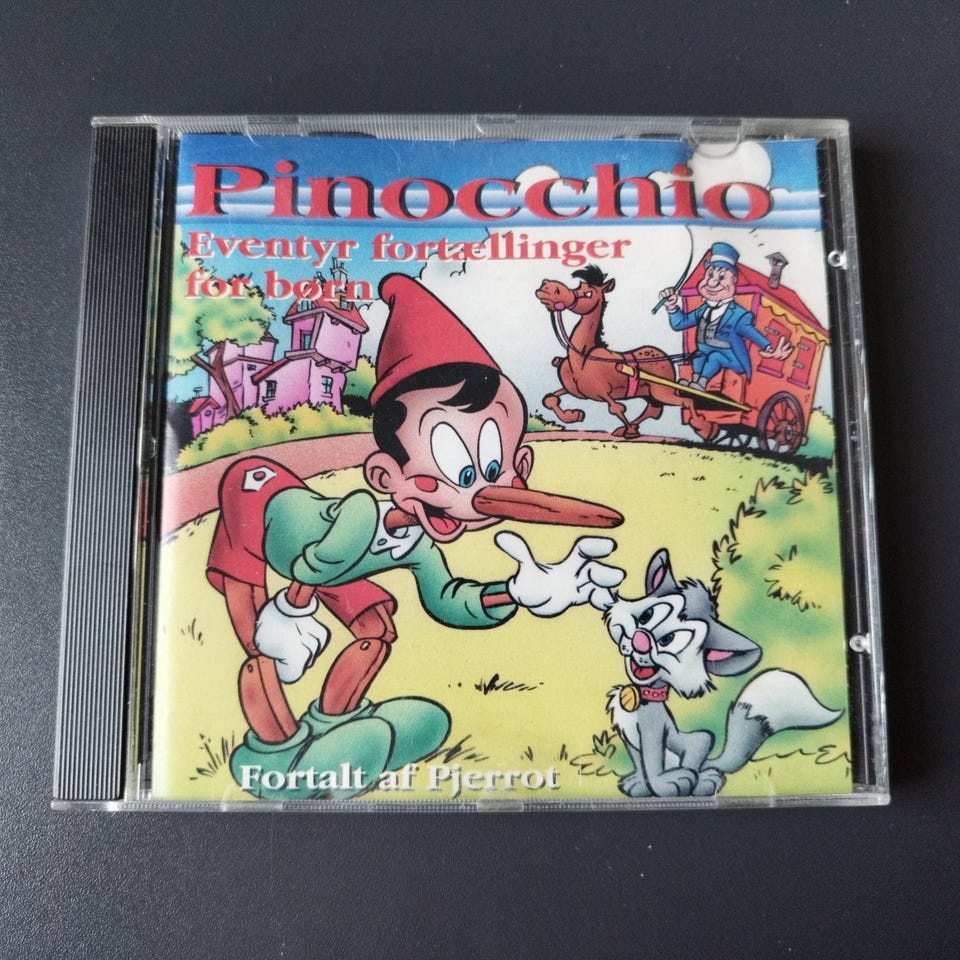 Pinocchio
Eventyr fortællinger
for børn
Fortalt af Pjerrot